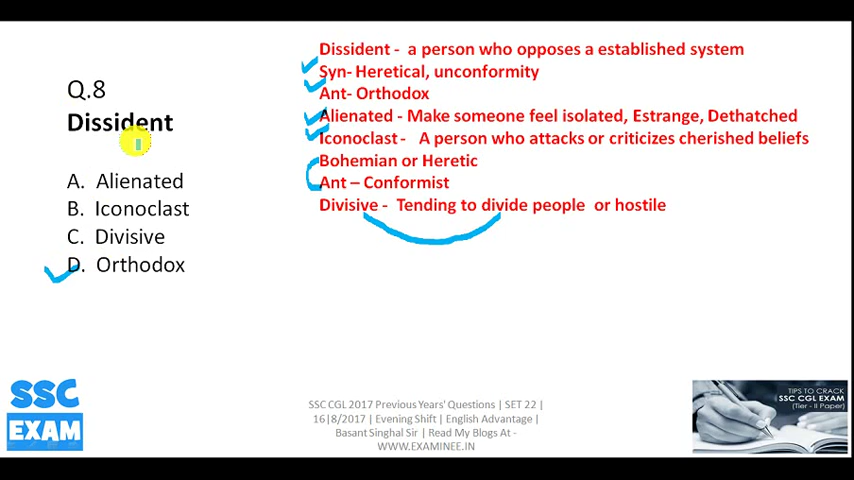 Q.8
Dissident
A. Alienated
B. Iconoclast
C. Divisive
D. Orthodox
Dissident - a person who opposes a established system
Syn- Heretical, unconformity
Ant- Orthodox
Alienated - Make someone feel isolated, Estrange, Dethatched
Iconoclast - A person who attacks or criticizes cherished beliefs
Bohemian or Heretic
Ant – Conformist
Divisive - Tending to divide people or hostile
SSC
EXAM
SSC CGL 2017 Previous Years' Questions | SET 22 |
16|8/2017 | Evening Shift | English Advantage |
Basant Singhal Sir | Read My Blogs At -
WWW.EXAMINEE.IN
TIPS TO CRACK
SSC CGL EXAM
(Tier - II Paper)